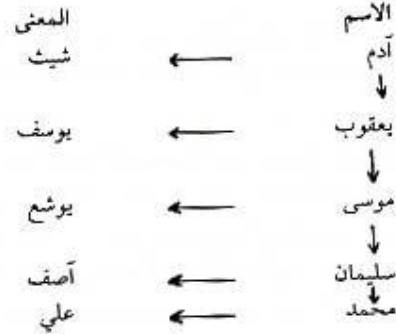 الاسم المعنى
آدم شيث
يعقوب يوسف
موسى يوشع
سليمان آصف
محمد علي